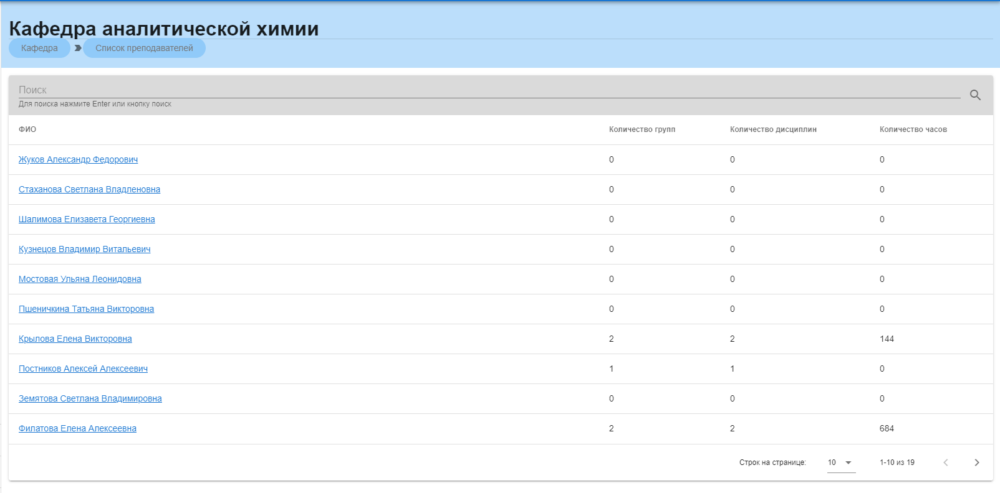 Кафедра аналитической химии
Кафедра Список преподавателей
Поиск
Для поиска нажмите Enter или кнопку поиск
ФИО Количество групп Количество дисциплин Количество часов
Жуков Александр Федорович 0 0 0
Стаханова Светлана Владленовна 0 0 0
Шалимова Елизавета Георгиевна 0 0 0
Кузнецов Владимир Витальевич 0 0 0
Мостовая Ульяна Леонидовна 0 0 0
Пшеничкина Татьяна Викторовна 0 0 0
Крылова Елена Викторовна 2 2 144
Постников Алексей Алексеевич 1 1 0
Земятова Светлана Владимировна 0 0 0
Филатова Елена Алексеевна 2 2 684
Строк на странице: 10 1-10 из 19